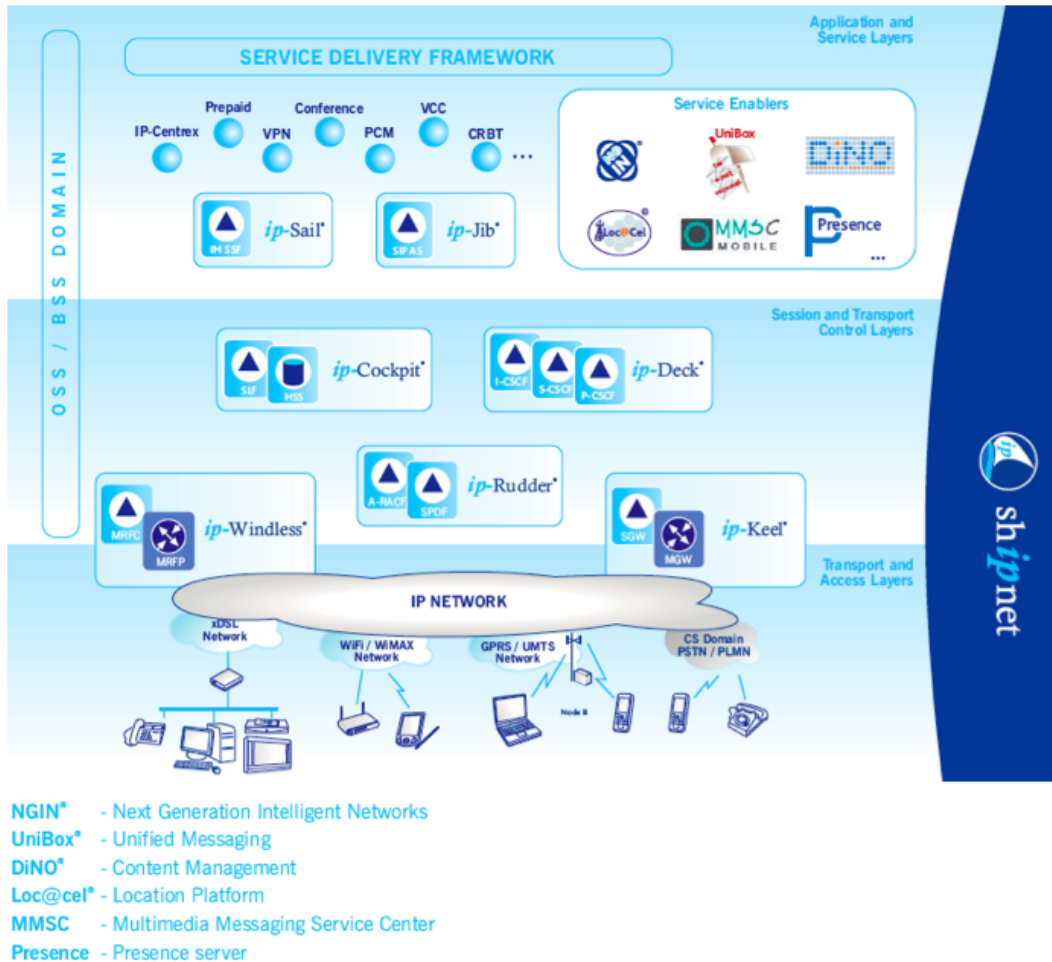 Application and
Service Layers
SERVICE DELIVERY FRAMEWORK
OSS / BSS DOMAIN
IP-Centrex
Prepaid
VPN
Conference
PCM
VCC
CRBT
...
Service Enablers
UniBox
DiNO
Loc@Cel
MMSC
MOBILE
Presence
...
IM SSF
ip-Sail®
SIP AS
ip-Jib®
Session and Transport
Control Layers
SLF
HSS
ip-Cockpit®
I-CSCF
S-CSCF
P-CSCF
ip-Deck®
A-RACF
SPDF
ip-Rudder®
MRFC
MRFP
ip-Windless®
SGW
MGW
ip-Keel®
Transport and
Access Layers
IP NETWORK
xDSL
Network
WiFi / WiMAX
Network
GPRS / UMTS
Network
Node B
CS Domain
PSTN / PLMN
ip
shipnet
NGIN® - Next Generation Intelligent Networks
UniBox® - Unified Messaging
DiNO® - Content Management
Loc@cel® - Location Platform
MMSC - Multimedia Messaging Service Center
Presence - Presence server